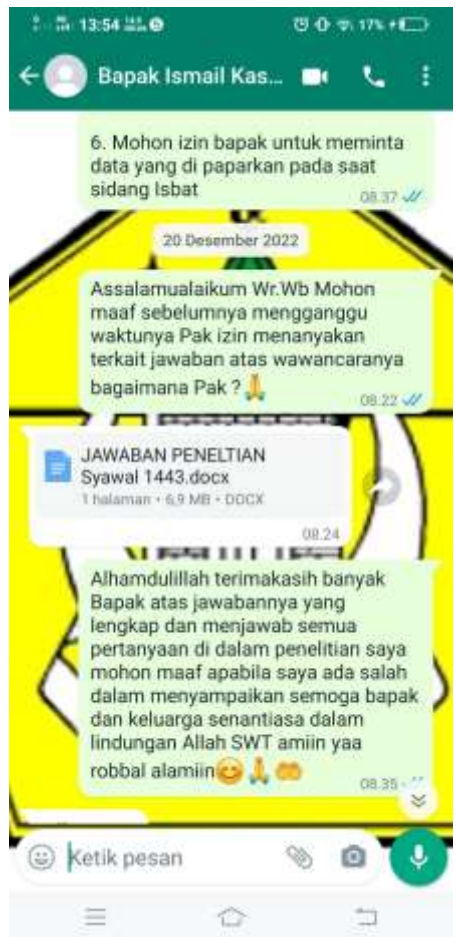 13:54
17%
Bapak Ismail Kas...
6. Mohon izin bapak untuk meminta
data yang di paparkan pada saat
sidang Isbat
08.37
20 Desember 2022
Assalamualaikum Wr.Wb Mohon
maaf sebelumnya mengganggu
waktunya Pak izin menanyakan
terkait jawaban atas wawancaranya
bagaimana Pak ?🙏
08.22
JAWABAN PENELTIAN
Syawal 1443.docx
1 halaman • 6,9 MB • DOCX
08.24
Alhamdulillah terimakasih banyak
Bapak atas jawabannya yang
lengkap dan menjawab semua
pertanyaan di dalam penelitian saya
mohon maaf apabila saya ada salah
dalam menyampaikan semoga bapak
dan keluarga senantiasa dalam
lindungan Allah SWT amiin yaa
robbal alamiin😊🙏🤲
08.35
Ketik pesan